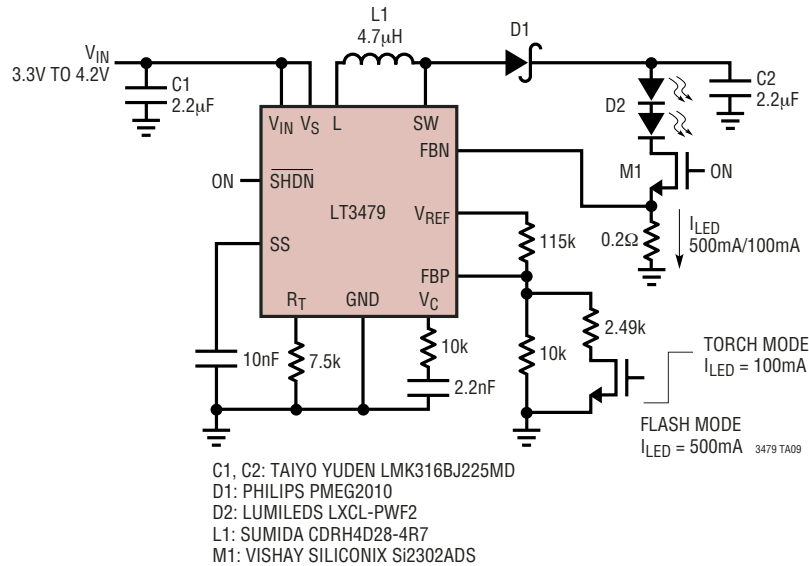 L1
4.7µH
D1
VIN
3.3V TO 4.2V
C1
2.2µF
C2
2.2µF
D2
VIN
VS
L
SW
FBN
M1
ON
ON
SHDN
LT3479
VREF
ILED
500mA/100mA
0.2Ω
115k
SS
FBP
RT
GND
VC
2.49k
10k
10k
TORCH MODE
ILED = 100mA
10nF
7.5k
2.2nF
FLASH MODE
ILED = 500mA
3479 TA09
C1, C2: TAIYO YUDEN LMK316BJ225MD
D1: PHILIPS PMEG2010
D2: LUMILEDS LXCL-PWF2
L1: SUMIDA CDRH4D28-4R7
M1: VISHAY SILICONIX Si2302ADS